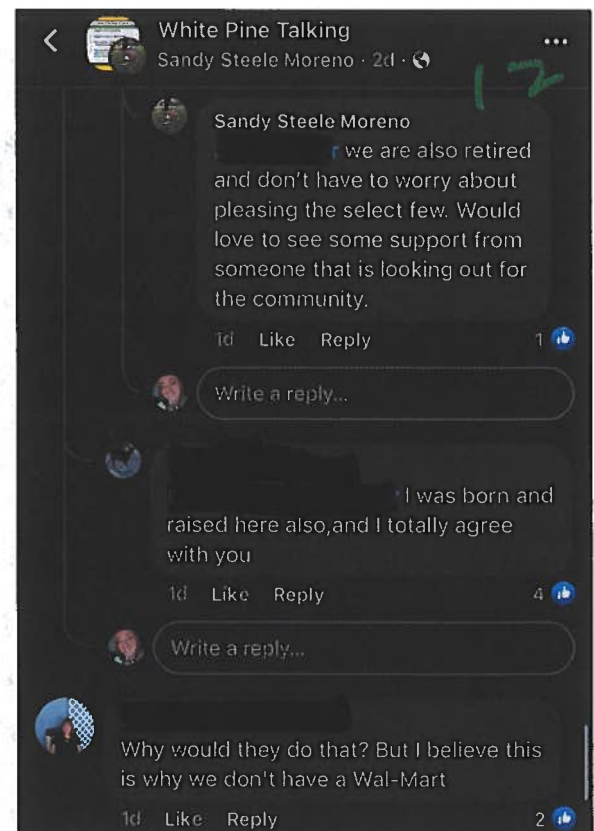 White Pine Talking
Sandy Steele Moreno · 2d ·
12
Sandy Steele Moreno
r we are also retired
and don't have to worry about
pleasing the select few. Would
love to see some support from
someone that is looking out for
the community.
1d Like Reply 1
Write a reply...
I was born and
raised here also,and I totally agree
with you
1d Like Reply 4
Write a reply...
Why would they do that? But I believe this
is why we don't have a Wal-Mart
1d Like Reply 2